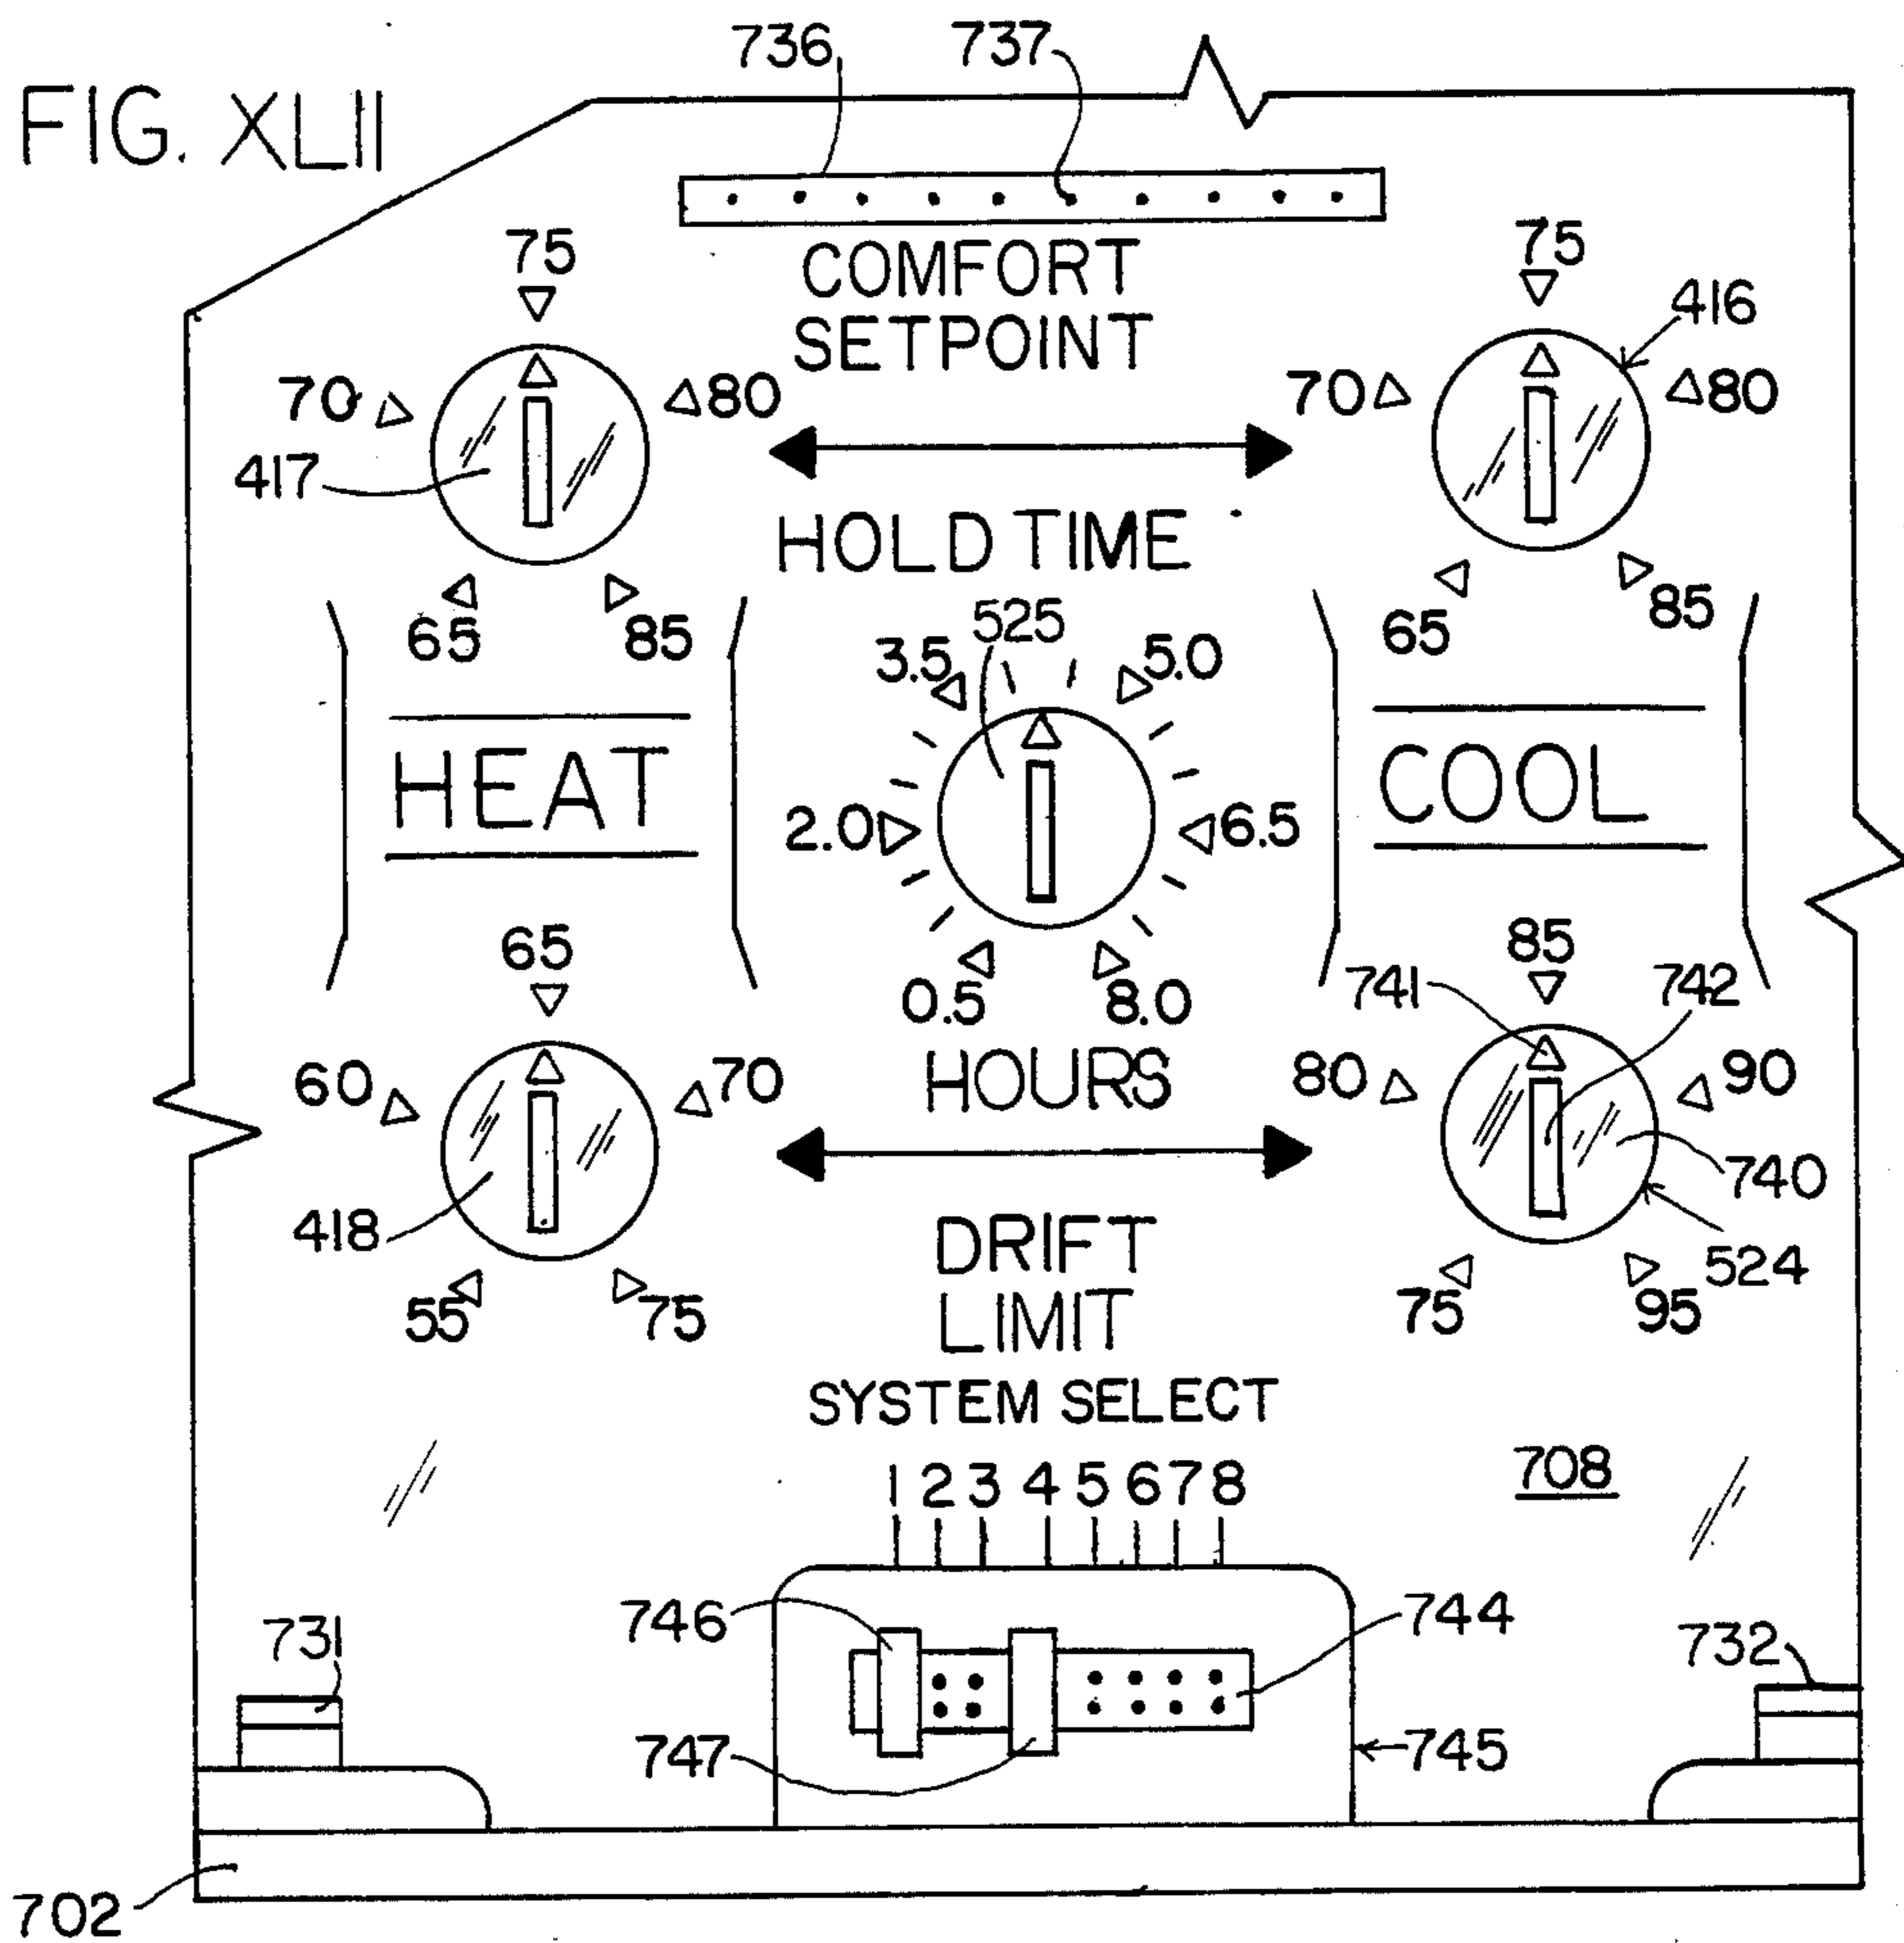 736 737
FIG. XLII
COMFORT
SETPOINT
75
70 80
417
65 85
75
416
70 80
65 85
HOLD TIME
525
3.5 5.0
2.0 6.5
0.5 8.0
HOURS
HEAT
COOL
65
60 70
418
55 75
85
741 742
80 90
740
524
75 95
DRIFT
LIMIT
SYSTEM SELECT
1 2 3 4 5 6 7 8
708
746 744
731 732
747 745
702